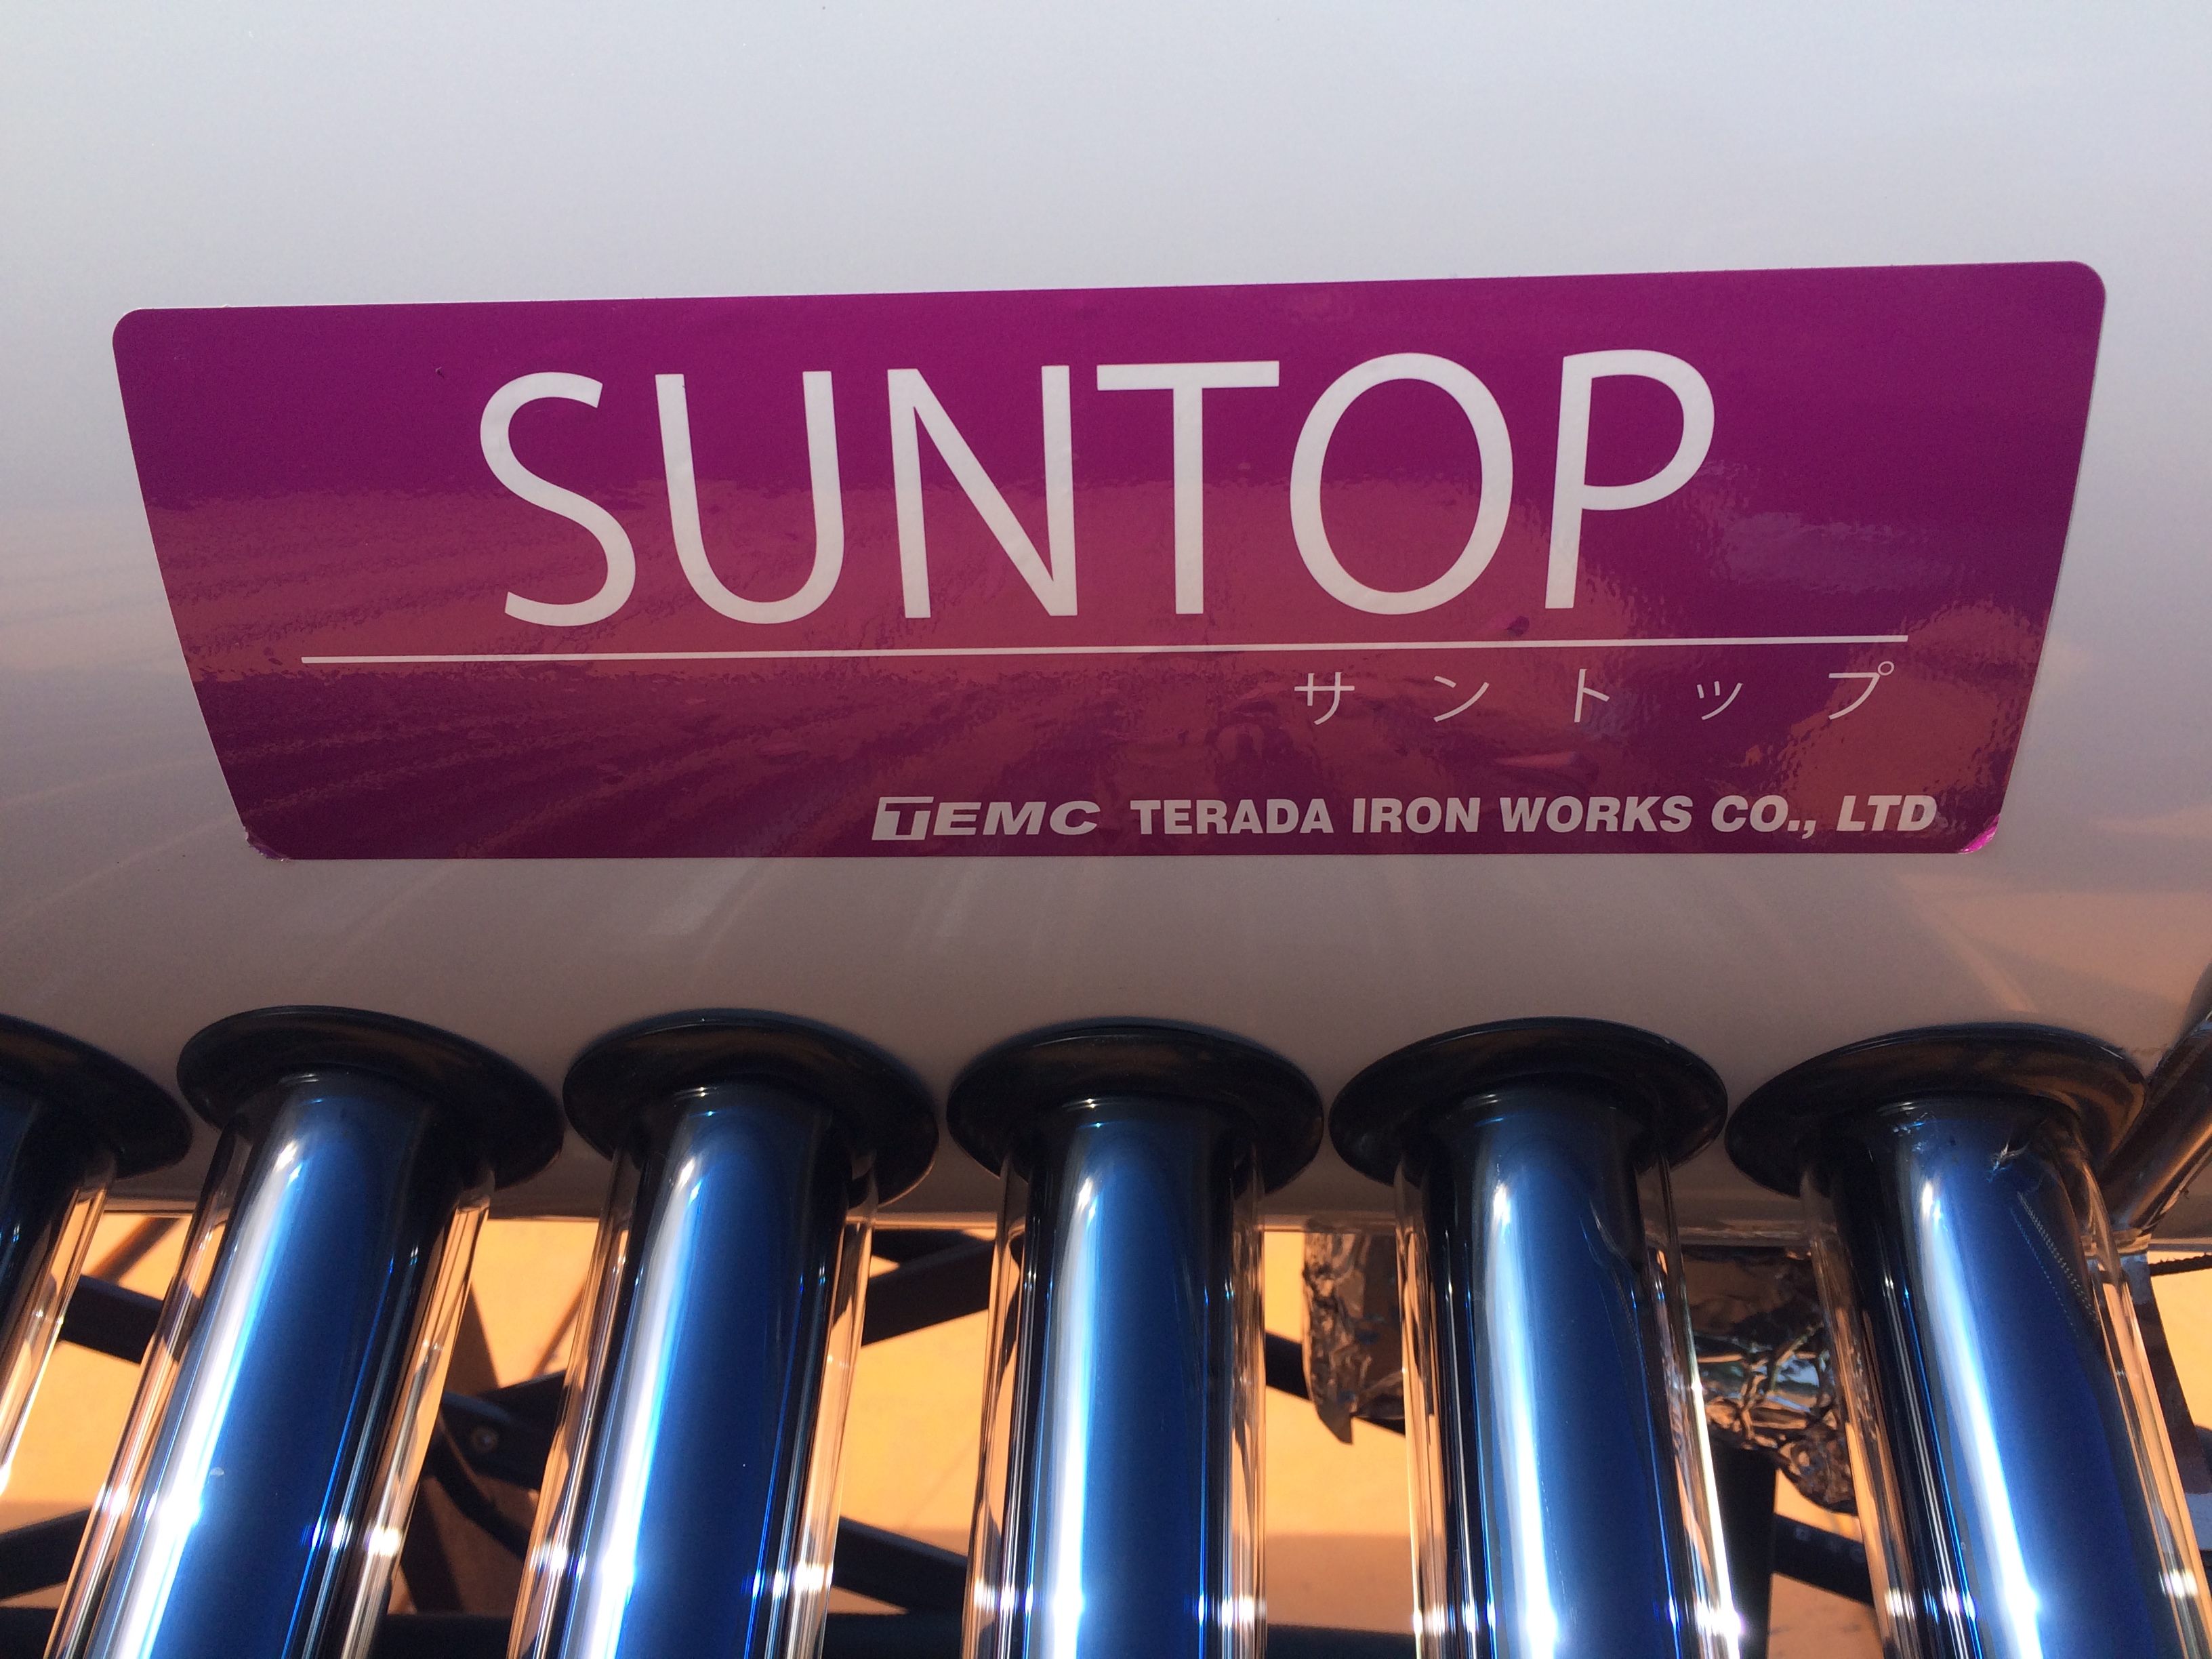 SUNTOP
サントップ
TEMC TERADA IRON WORKS CO., LTD